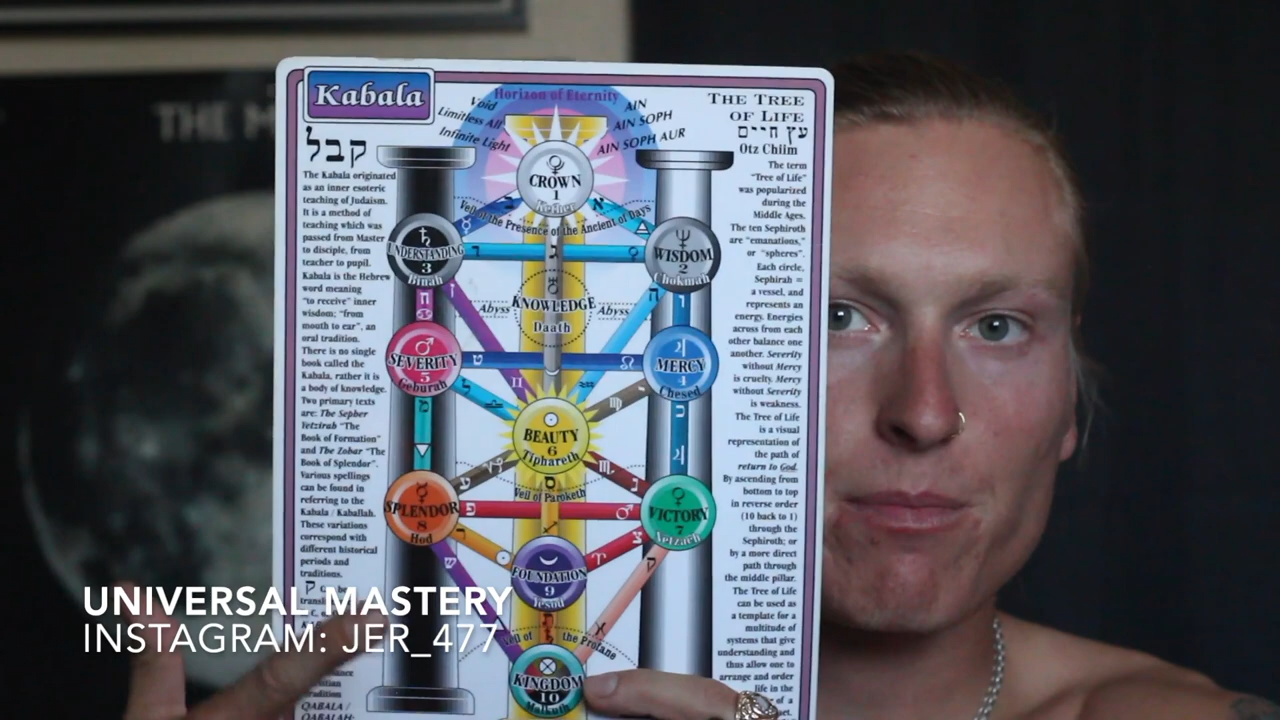 THE M
Kabala
קבל
The Kabala originated
as an inner esoteric
teaching of Judaism.
It is a method of
teaching which was
passed from Master
to disciple, from
teacher to pupil.
Kabala is the Hebrew
word meaning
"to receive" inner
wisdom; "from
mouth to ear", an
oral tradition.
There is no single
book called the
Kabala, rather it is
a body of knowledge.
Two primary texts
are: The Sepher
Yetzirah "The
Book of Formation"
and The Zohar "The
Book of Splendor".
Various spellings
can be found in
referring to the
Kabala / Kaballah.
These variations
correspond with
different historical
periods and
traditions.
QABALA /
QABALAH:
Horizon of Eternity
Void
Limitless All
Infinite Light
AIN
AIN SOPH
AIN SOPH AUR
CROWN
1
Kether
Veil of the Presence of the Ancient of Days
UNDERSTANDING
3
Binah
WISDOM
2
Chokmah
Abyss
KNOWLEDGE
Daath
Abyss
SEVERITY
5
Geburah
MERCY
4
Chesed
BEAUTY
6
Tiphareth
Veil of Paroketh
SPLENDOR
8
Hod
VICTORY
7
Netzach
FOUNDATION
9
Yesod
Veil of the Profane
KINGDOM
10
Malkuth
THE TREE
OF LIFE
עץ חיים
Otz Chiim
The term
"Tree of Life"
was popularized
during the
Middle Ages.
The ten Sephiroth
are "emanations,"
or "spheres".
Each circle,
Sephirah =
a vessel, and
represents an
energy. Energies
across from each
other balance one
another. Severity
without Mercy
is cruelty. Mercy
without Severity
is weakness.
The Tree of Life
is a visual
representation of
the path of
return to God.
By ascending from
bottom to top
in reverse order
(10 back to 1)
through the
Sephiroth; or
by a more direct
path through
the middle pillar.
The Tree of Life
can be used as
a template for a
multitude of
systems that give
understanding and
thus allow one to
arrange and order
life in the
of a
UNIVERSAL MASTERY
INSTAGRAM: JER_477